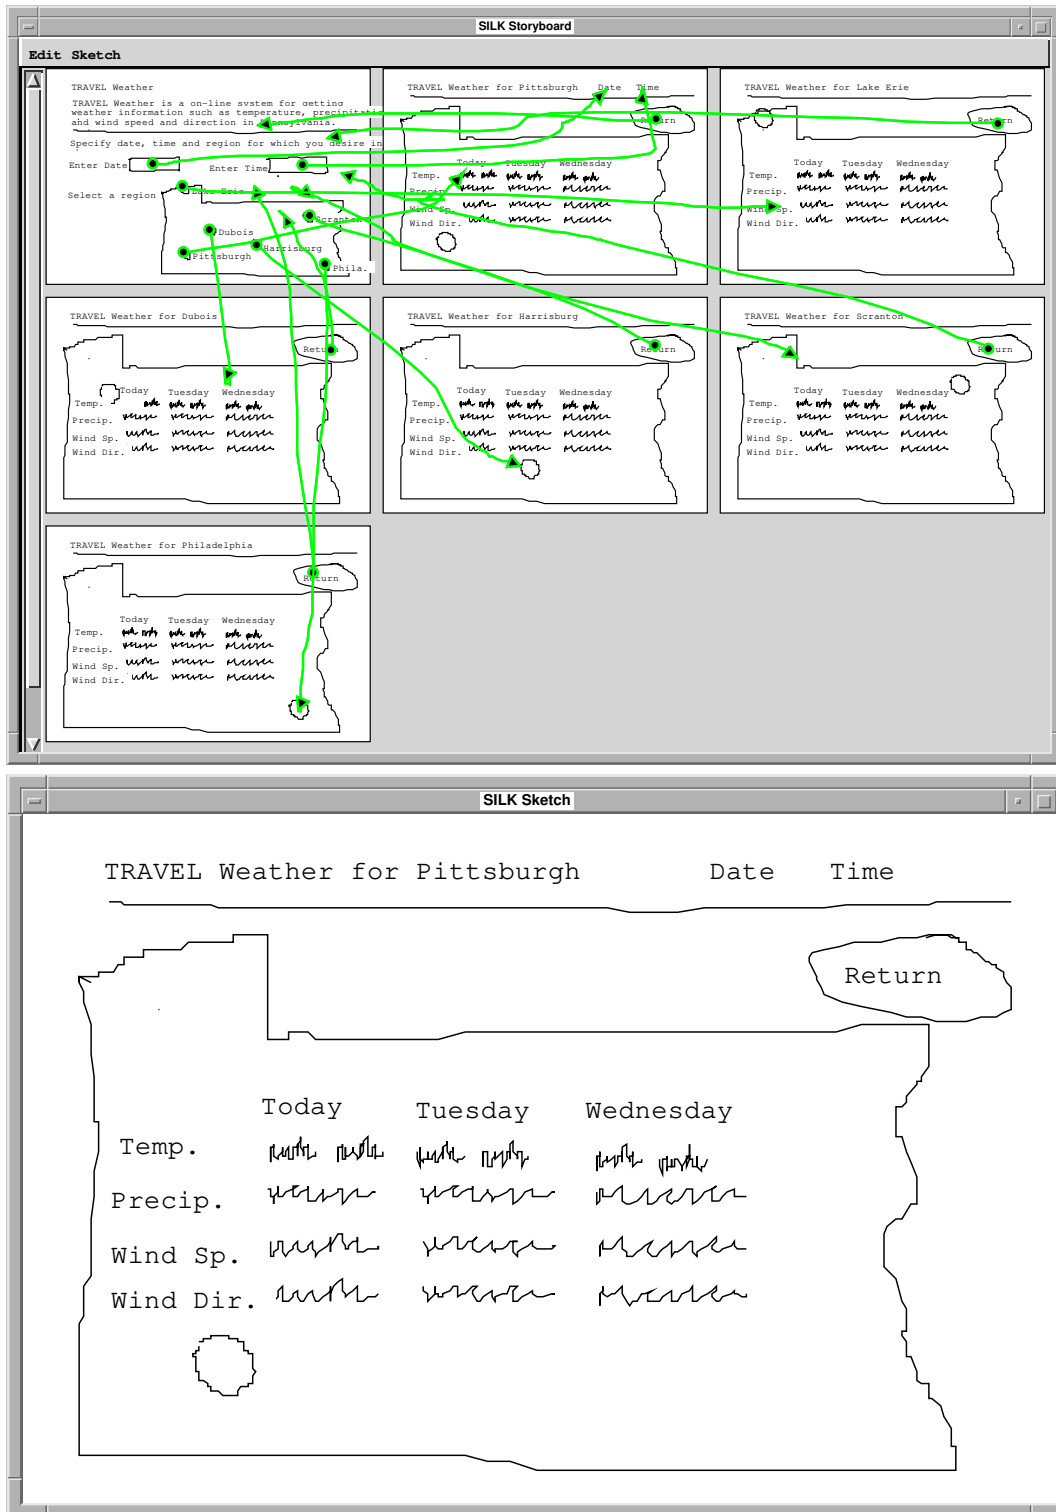 SILK Storyboard
Edit Sketch
TRAVEL Weather
TRAVEL Weather is a on-line system for getting
weather information such as temperature, precipitatio
and wind speed and direction in Pennsylvania.
Specify date, time and region for which you desire in
Enter Date
Enter Time
Select a region
Lake Erie
Scranton
Dubois
Harrisburg
Pittsburgh
Phila.
TRAVEL Weather for Pittsburgh Date Time
Return
Today Tuesday Wednesday
Temp.
Precip.
Wind Sp.
Wind Dir.
TRAVEL Weather for Lake Erie
Return
Today Tuesday Wednesday
Temp.
Precip.
Wind Sp.
Wind Dir.
TRAVEL Weather for Dubois
Return
Today Tuesday Wednesday
Temp.
Precip.
Wind Sp.
Wind Dir.
TRAVEL Weather for Harrisburg
Return
Today Tuesday Wednesday
Temp.
Precip.
Wind Sp.
Wind Dir.
TRAVEL Weather for Scranton
Return
Today Tuesday Wednesday
Temp.
Precip.
Wind Sp.
Wind Dir.
TRAVEL Weather for Philadelphia
Return
Today Tuesday Wednesday
Temp.
Precip.
Wind Sp.
Wind Dir.
SILK Sketch
TRAVEL Weather for Pittsburgh Date Time
Return
Today Tuesday Wednesday
Temp.
Precip.
Wind Sp.
Wind Dir.